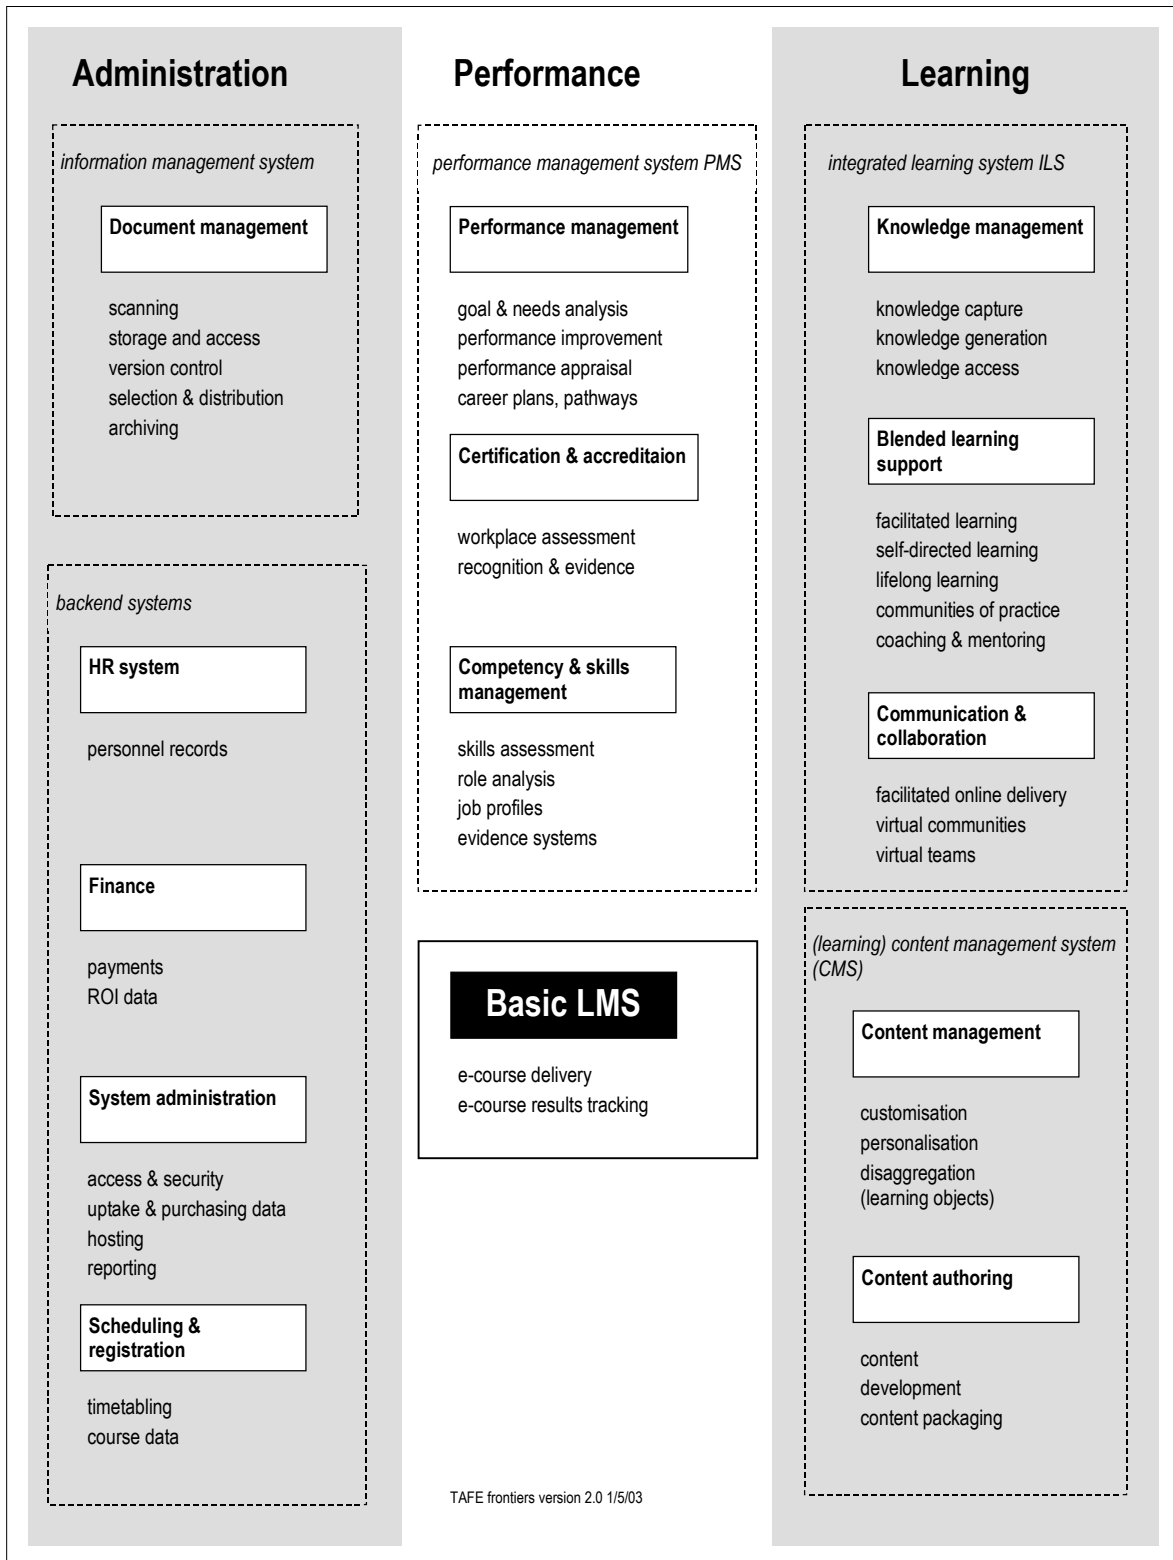 Administration
information management system
Document management
scanning
storage and access
version control
selection & distribution
archiving
backend systems
HR system
personnel records
Finance
payments
ROI data
System administration
access & security
uptake & purchasing data
hosting
reporting
Scheduling &
registration
timetabling
course data
Performance
performance management system PMS
Performance management
goal & needs analysis
performance improvement
performance appraisal
career plans, pathways
Certification & accreditaion
workplace assessment
recognition & evidence
Competency & skills
management
skills assessment
role analysis
job profiles
evidence systems
Basic LMS
e-course delivery
e-course results tracking
TAFE frontiers version 2.0 1/5/03
Learning
integrated learning system ILS
Knowledge management
knowledge capture
knowledge generation
knowledge access
Blended learning
support
facilitated learning
self-directed learning
lifelong learning
communities of practice
coaching & mentoring
Communication &
collaboration
facilitated online delivery
virtual communities
virtual teams
(learning) content management system
(CMS)
Content management
customisation
personalisation
disaggregation
(learning objects)
Content authoring
content
development
content packaging